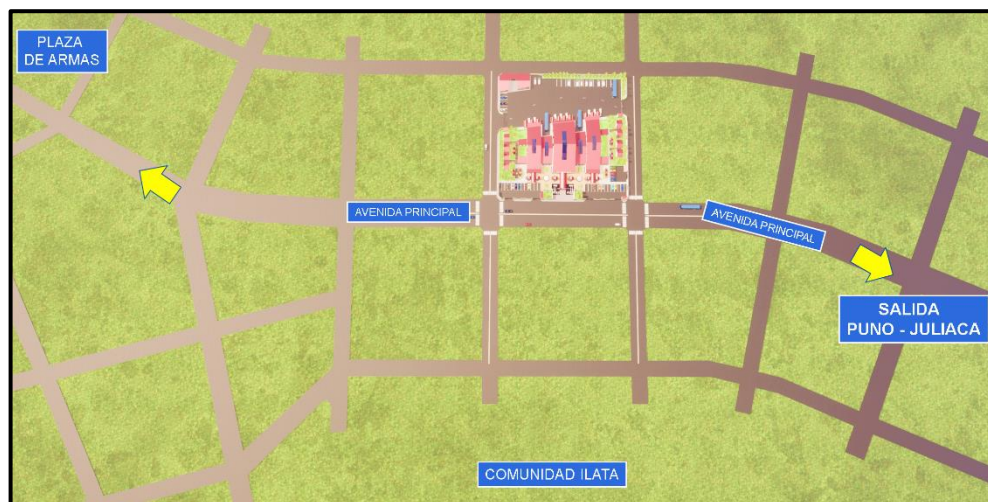 PLAZA
DE ARMAS
AVENIDA PRINCIPAL
AVENIDA PRINCIPAL
SALIDA
PUNO - JULIACA
COMUNIDAD ILATA